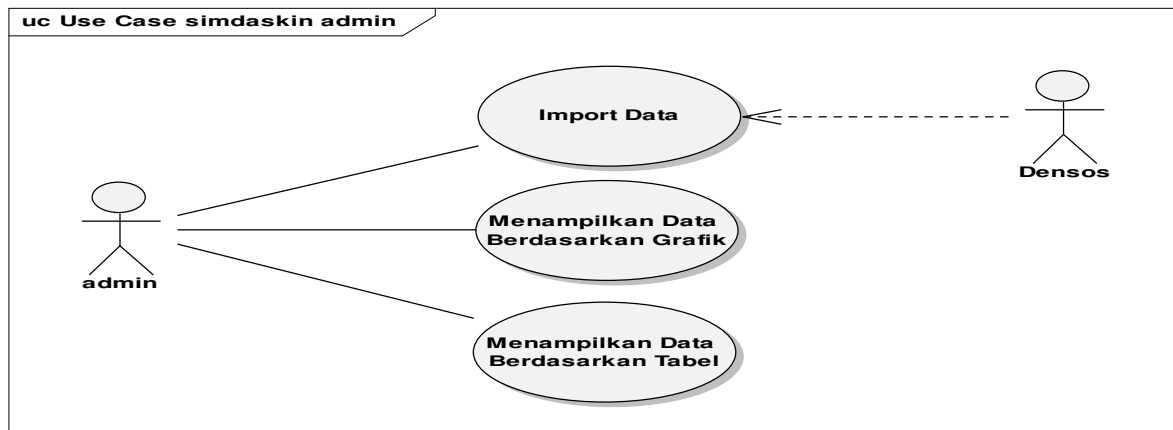 uc Use Case simdaskin admin
Import Data
Densos
Menampilkan Data
Berdasarkan Grafik
admin
Menampilkan Data
Berdasarkan Tabel